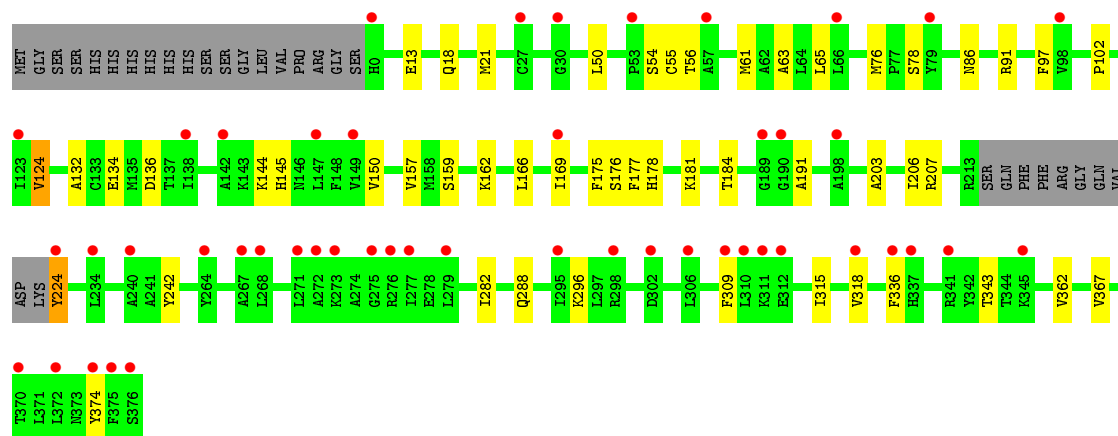 MET GLY SER SER HIS HIS HIS HIS HIS HIS SER SER GLY LEU VAL PRO ARG GLY SER H0 E13 Q18 M21 C27 G30 L50 P53 S54 C55 T56 A57 M61 A62 A63 L64 L65 L66 M76 P77 S78 Y79 N86 R91 F97 V98 P102
I123 V124 A132 C133 E134 M135 D136 T137 I138 A142 K143 K144 H145 N146 L147 F148 V149 V150 V157 M158 S159 K162 L166 I169 F175 S176 F177 H178 K181 T184 G189 G190 A191 A198 A203 I206 R207 R213 SER GLN PHE PHE ARG GLY GLN VAL
ASP LYS Y224 L234 A240 A241 Y242 Y264 A267 L268 L271 A272 K273 A274 G275 R276 I277 E278 L279 I282 Q288 I295 K296 L297 R298 D302 L306 F309 L310 K311 E312 I315 V318 F336 H337 R341 Y342 T343 T344 K345 V362 V367
T370 L371 L372 N373 Y374 F375 S376